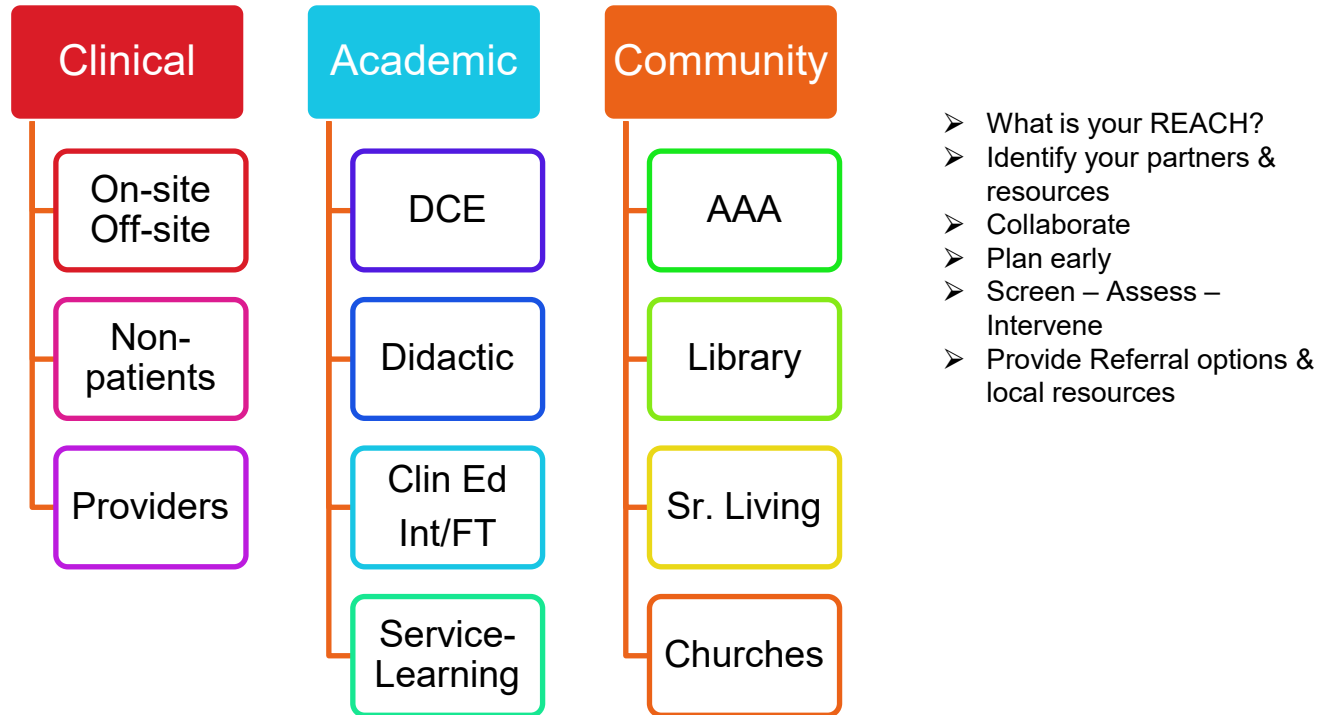 Clinical
On-site
Off-site
Non-
patients
Providers
Academic
DCE
Didactic
Clin Ed
Int/FT
Service-
Learning
Community
AAA
Library
Sr. Living
Churches
➢ What is your REACH?
➢ Identify your partners &
resources
➢ Collaborate
➢ Plan early
➢ Screen – Assess –
Intervene
➢ Provide Referral options &
local resources